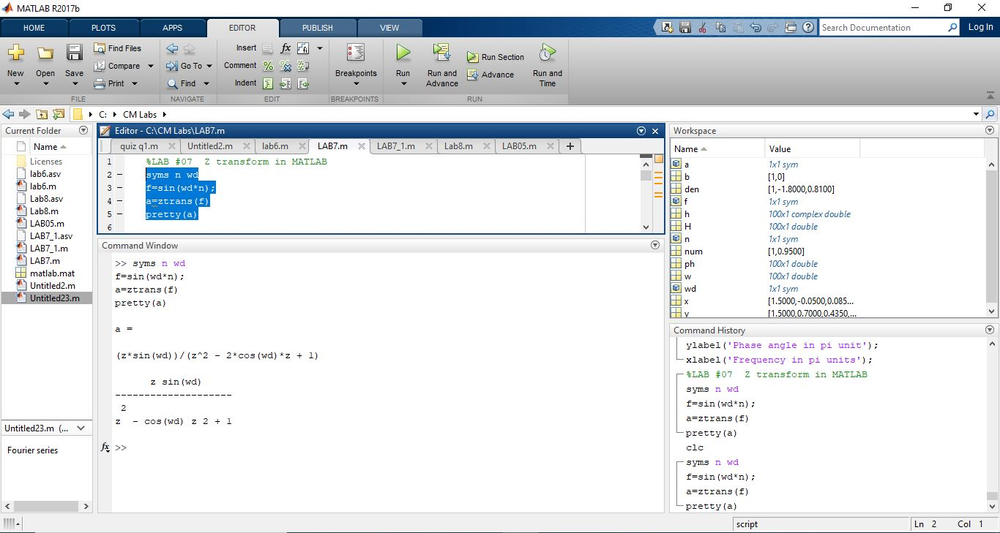 MATLAB R2017b
HOME PLOTS APPS EDITOR PUBLISH VIEW
Search Documentation Log In
New Open Save Find Files Compare Print
Go To Find
Insert fx
Comment
Indent
Breakpoints Run Run and Advance Run Section Advance Run and Time
FILE NAVIGATE EDIT BREAKPOINTS RUN
C: CM Labs
Current Folder
Name
Licenses
lab6.asv
lab6.m
Lab8.asv
Lab8.m
LAB05.m
LAB7_1.asv
LAB7_1.m
LAB7.m
matlab.mat
Untitled2.m
Untitled23.m
Untitled23.m (...
Fourier series
Editor - C:\CM Labs\LAB7.m
quiz q1.m Untitled2.m lab6.m LAB7.m LAB7_1.m Lab8.m LAB05.m
1 %LAB #07  Z transform in MATLAB
2 – syms n wd
3 – f=sin(wd*n);
4 – a=ztrans(f)
5 – pretty(a)
6
Command Window
>> syms n wd
f=sin(wd*n);
a=ztrans(f)
pretty(a)
a =
(z*sin(wd))/(z^2 - 2*cos(wd)*z + 1)
z sin(wd)
--------------------
2
z  - cos(wd) z 2 + 1
fx >>
Workspace
Name Value
a 1x1 sym
b [1,0]
den [1,-1.8000,0.8100]
f 1x1 sym
h 100x1 complex double
H 100x1 double
n 1x1 sym
num [1,0.9500]
ph 100x1 double
w 100x1 double
wd 1x1 sym
x [1.5000,-0.0500,0.085...
y [1.5000,0.7000,0.4350,...
Command History
ylabel('Phase angle in pi unit');
xlabel('Frequency in pi units');
%LAB #07  Z transform in MATLAB
syms n wd
f=sin(wd*n);
a=ztrans(f)
pretty(a)
clc
syms n wd
f=sin(wd*n);
a=ztrans(f)
pretty(a)
script Ln 2 Col 1